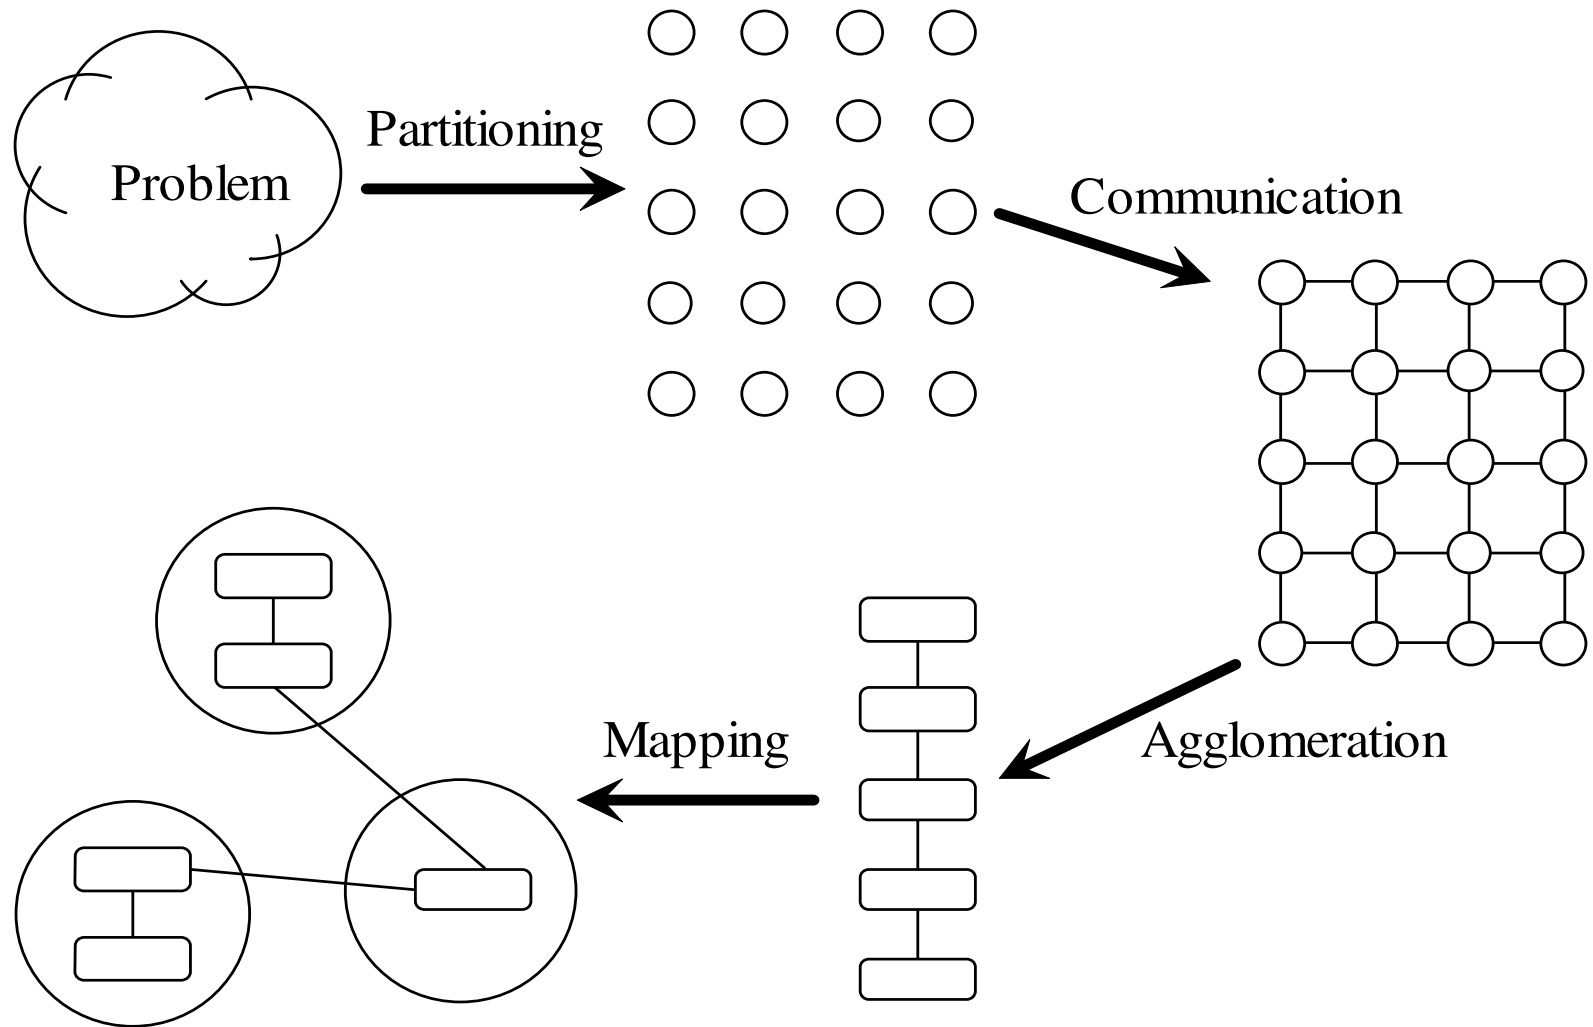 Problem
Partitioning
Communication
Agglomeration
Mapping